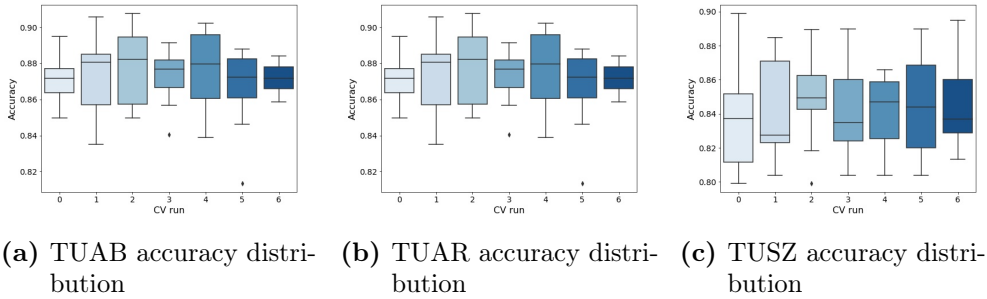 0.90
0.88
0.86
0.84
0.82
Accuracy
0 1 2 3 4 5 6
CV run
0.90
0.88
0.86
0.84
0.82
Accuracy
0 1 2 3 4 5 6
CV run
0.90
0.88
0.86
0.84
0.82
0.80
Accuracy
0 1 2 3 4 5 6
CV run
(a) TUAB accuracy distri-
bution
(b) TUAR accuracy distri-
bution
(c) TUSZ accuracy distri-
bution